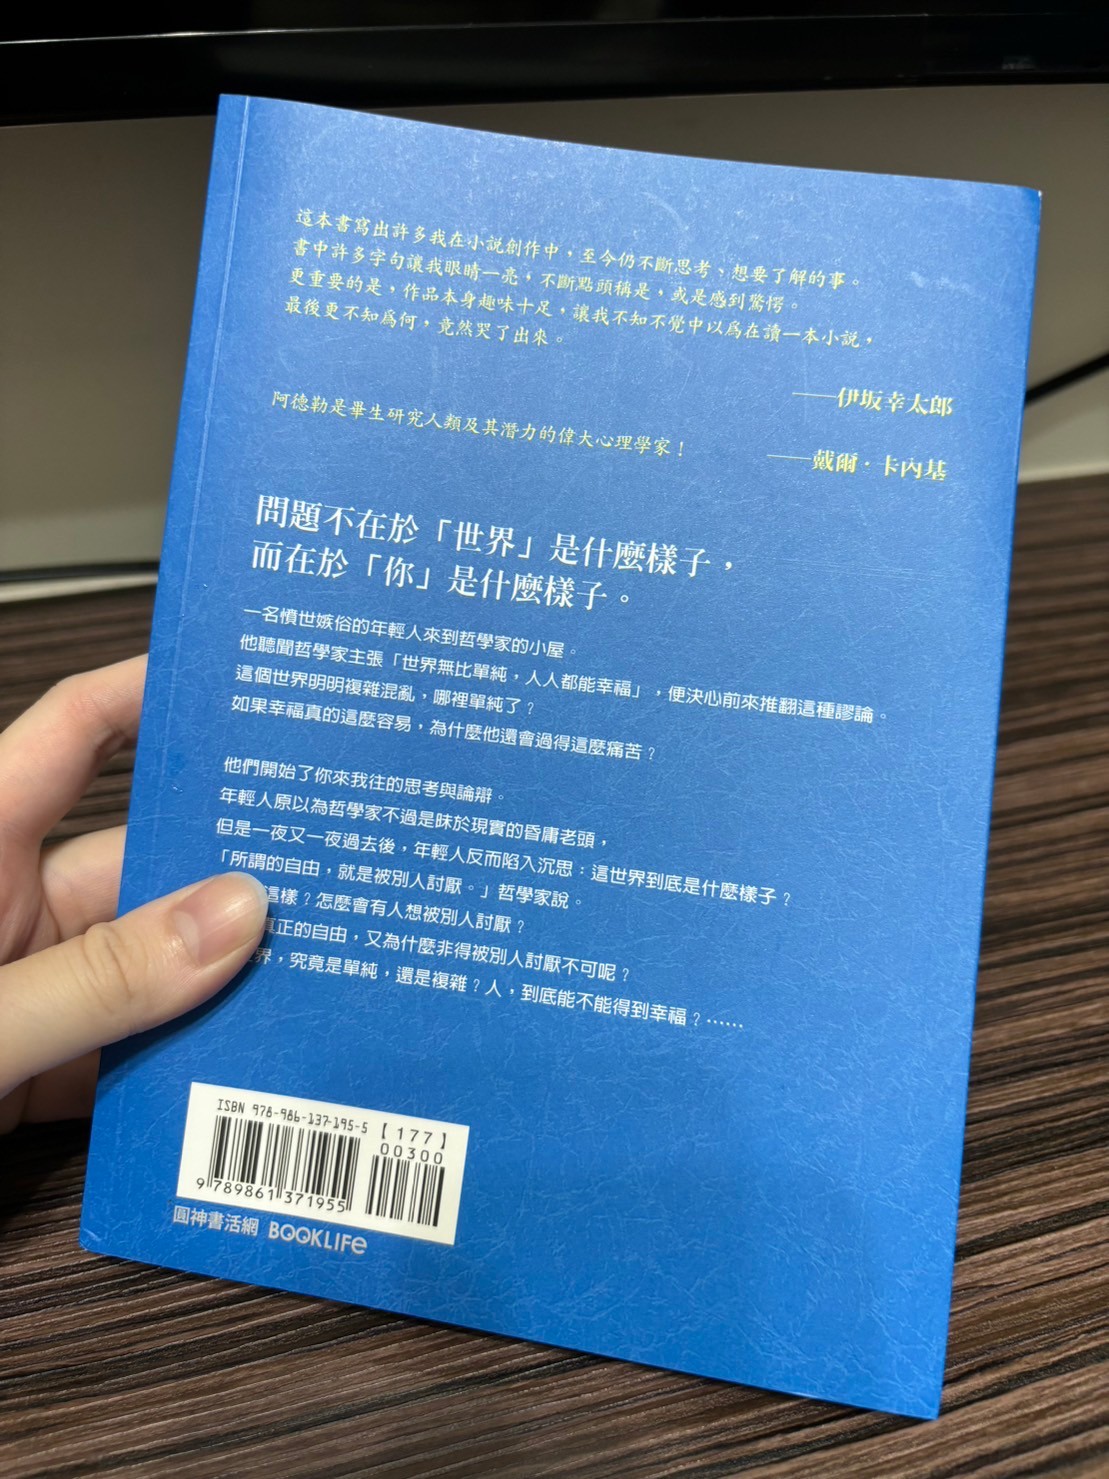 這本書寫出許多我在小說創作中，至今仍不斷思考、想要了解的事。
書中許多字句讓我眼睛一亮，不斷點頭稱是，或是感到驚愕。
更重要的是，作品本身趣味十足，讓我不知不覺中以為在讀一本小說，
最後更不知為何，竟然哭了出來。
——伊坂幸太郎
阿德勒是畢生研究人類及其潛力的偉大心理學家！
——戴爾·卡內基
問題不在於「世界」是什麼樣子，
而在於「你」是什麼樣子。
一名憤世嫉俗的年輕人來到哲學家的小屋。
他聽聞哲學家主張「世界無比單純，人人都能幸福」，便決心前來推翻這種謬論。
這個世界明明複雜混亂，哪裡單純了？
如果幸福真的這麼容易，為什麼他還會過得這麼痛苦？
他們開始了你來我往的思考與論辯。
年輕人原以為哲學家不過是昧於現實的昏庸老頭，
但是一夜又一夜過去後，年輕人反而陷入沉思：這世界到底是什麼樣子？
「所謂的自由，就是被別人討厭。」哲學家說。
這樣？怎麼會有人想被別人討厭？
真正的自由，又為什麼非得被別人討厭不可呢？
界，究竟是單純，還是複雜？人，到底能不能得到幸福？……
ISBN 978-986-137-195-5
【177】
00300
9 789861 371955
圓神書活網 BOOKLIFE